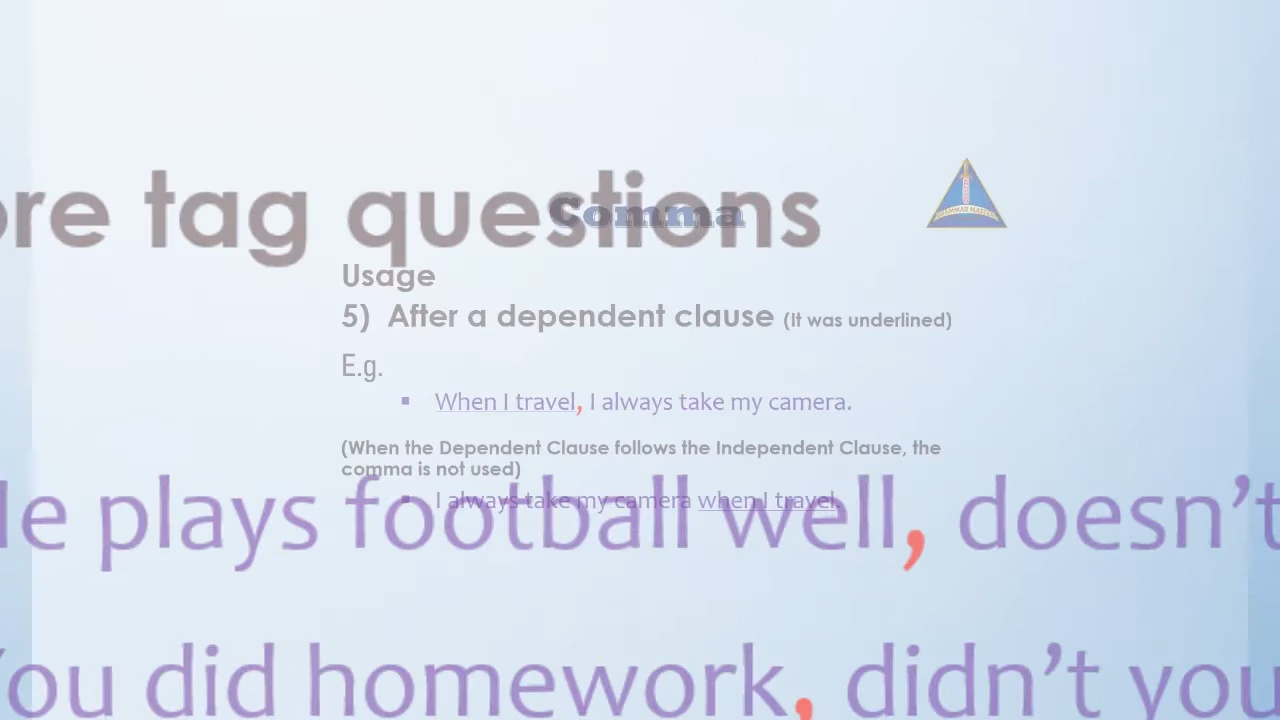 ore tag questions
Comma
GRAMMAR MASTER
Usage
5) After a dependent clause (It was underlined)
E.g.
▪ When I travel, I always take my camera.
(When the Dependent Clause follows the Independent Clause, the
comma is not used)
▪ I always take my camera when I travel.
He plays football well, doesn’t
You did homework, didn’t you